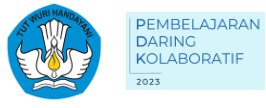 TUT WURI HANDAYANI
PEMBELAJARAN
DARING
KOLABORATIF
2023